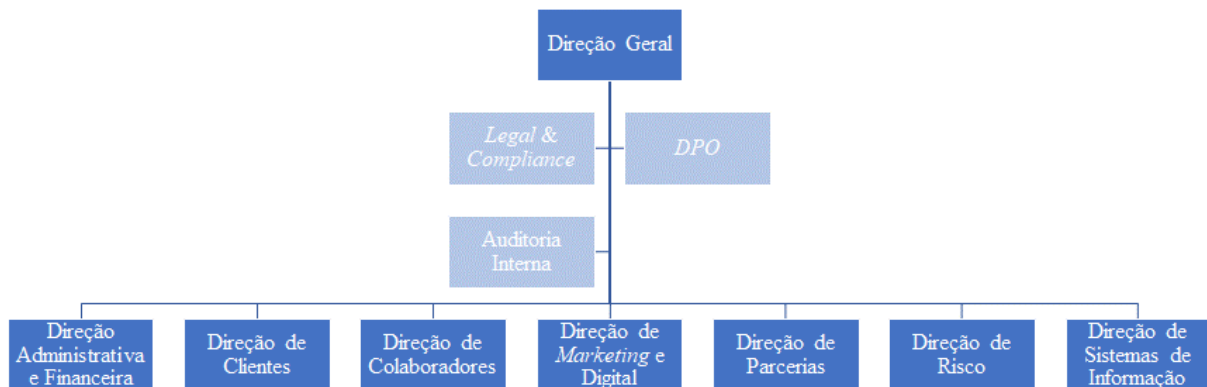 Direção Geral
Legal &
Compliance
DPO
Auditoria
Interna
Direção
Administrativa
e Financeira
Direção de
Clientes
Direção de
Colaboradores
Direção de
Marketing e
Digital
Direção de
Parcerias
Direção de
Risco
Direção de
Sistemas de
Informação